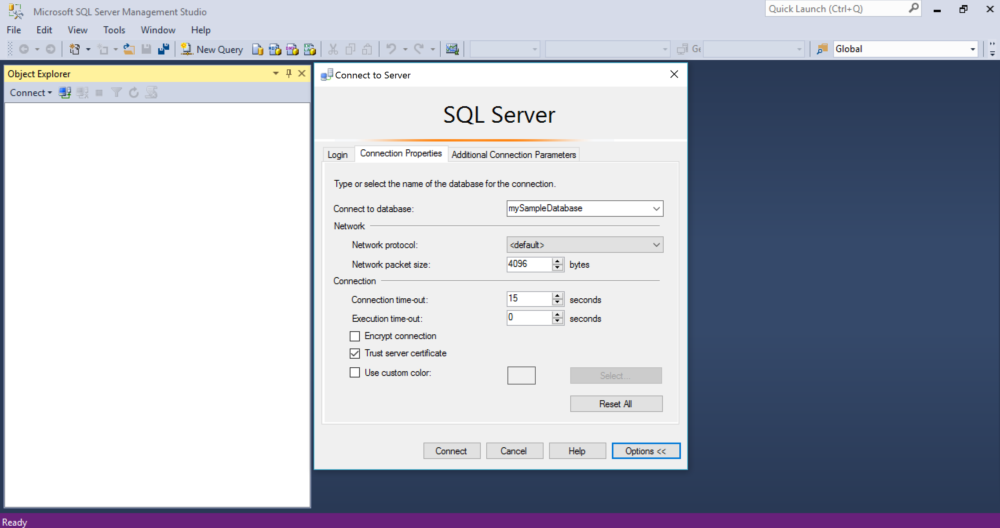 Microsoft SQL Server Management Studio
Quick Launch (Ctrl+Q)
File Edit View Tools Window Help
New Query
Global
Object Explorer
Connect
Connect to Server
SQL Server
Login Connection Properties Additional Connection Parameters
Type or select the name of the database for the connection.
Connect to database: mySampleDatabase
Network
Network protocol: <default>
Network packet size: 4096 bytes
Connection
Connection time-out: 15 seconds
Execution time-out: 0 seconds
Encrypt connection
Trust server certificate
Use custom color: Select...
Reset All
Connect Cancel Help Options <<
Ready